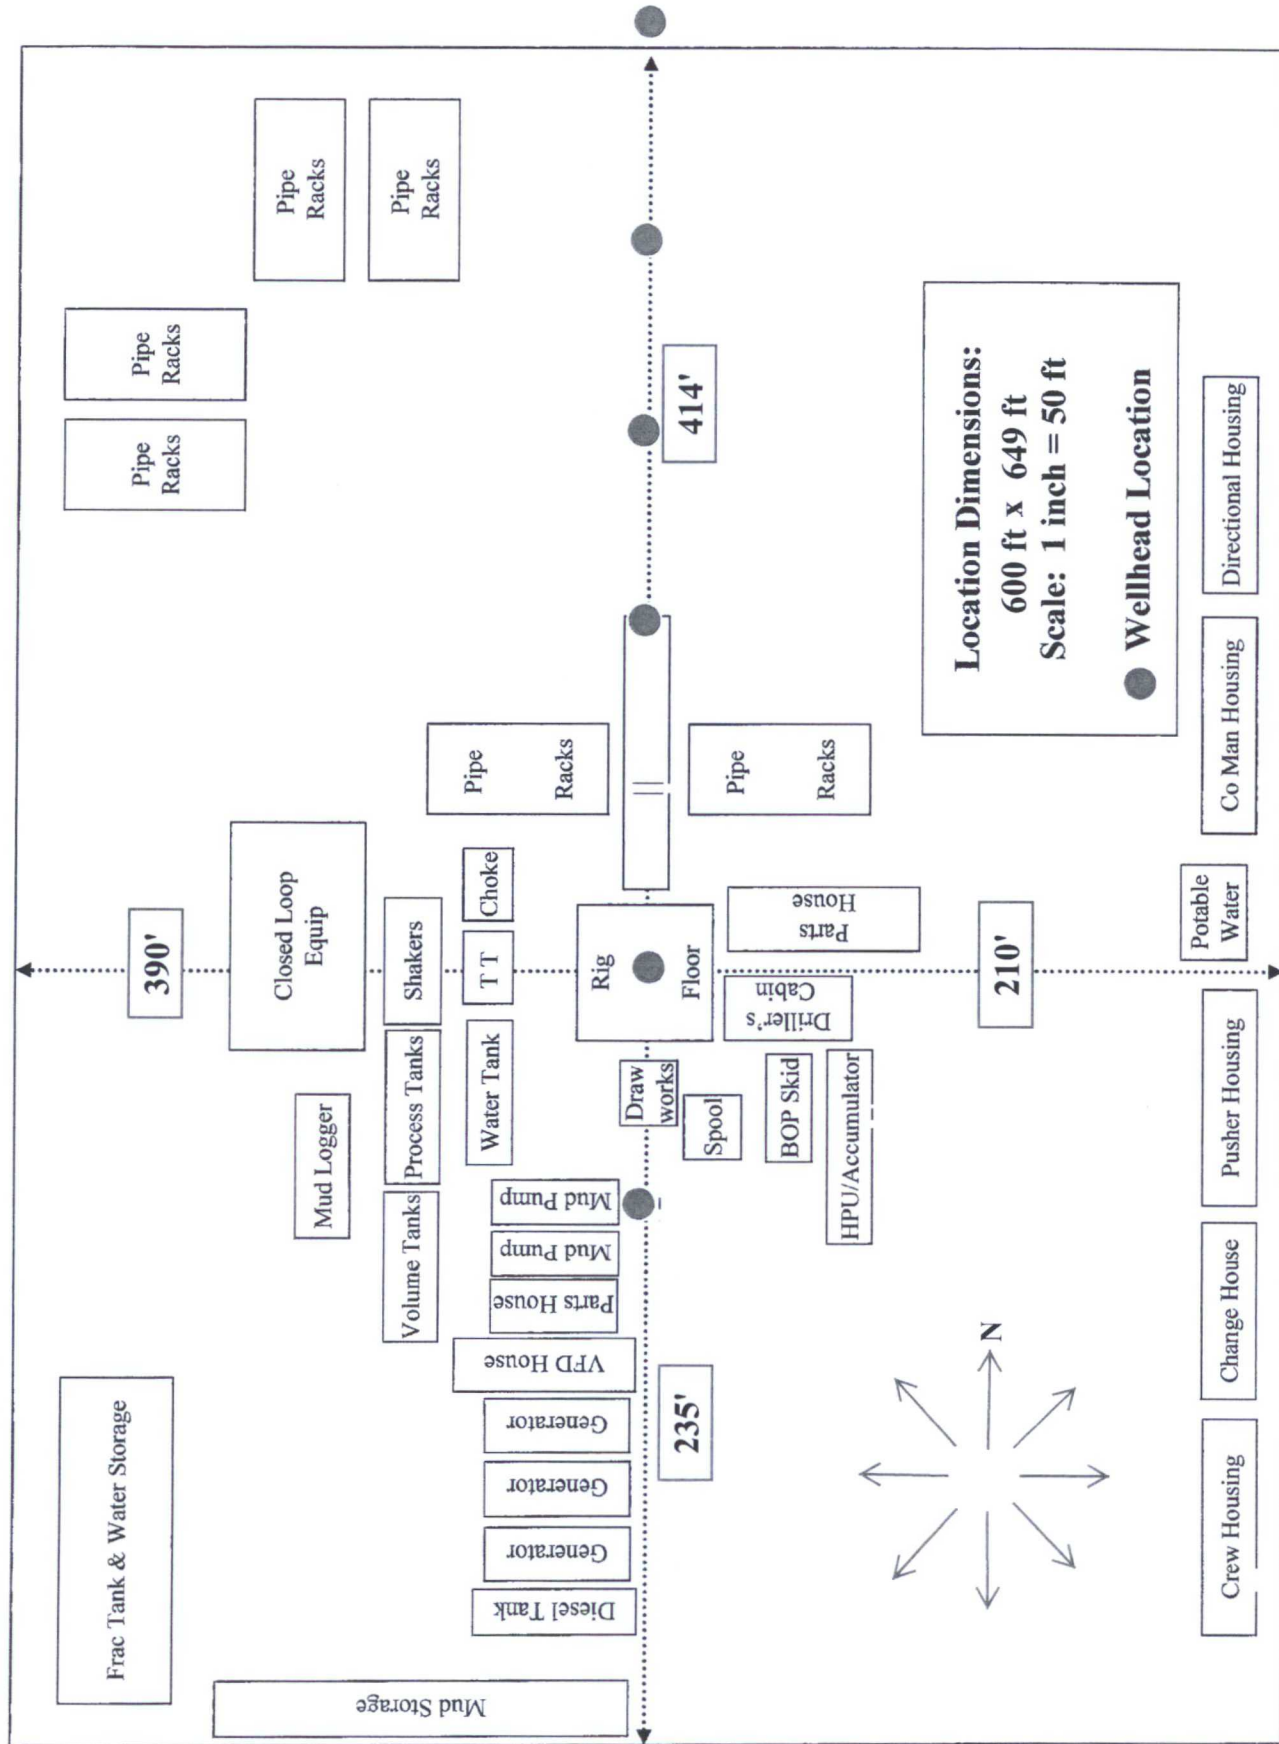 Frac Tank & Water Storage
Mud Storage
Diesel Tank
Generator
Generator
Generator
VFD House
Parts House
Mud Pump
Mud Pump
Volume Tanks
Process Tanks
Shakers
Mud Logger
Closed Loop
Equip
390'
Water Tank
T T
Choke
Pipe
Racks
Pipe
Racks
Pipe
Racks
Pipe
Racks
Pipe
Racks
Pipe
Racks
Rig
Floor
Draw
works
Spool
BOP Skid
HPU/Accumulator
Driller's
Cabin
Parts
House
235'
414'
210'
N
Location Dimensions:
600 ft x 649 ft
Scale: 1 inch = 50 ft
Wellhead Location
Crew Housing
Change House
Pusher Housing
Potable
Water
Co Man Housing
Directional Housing